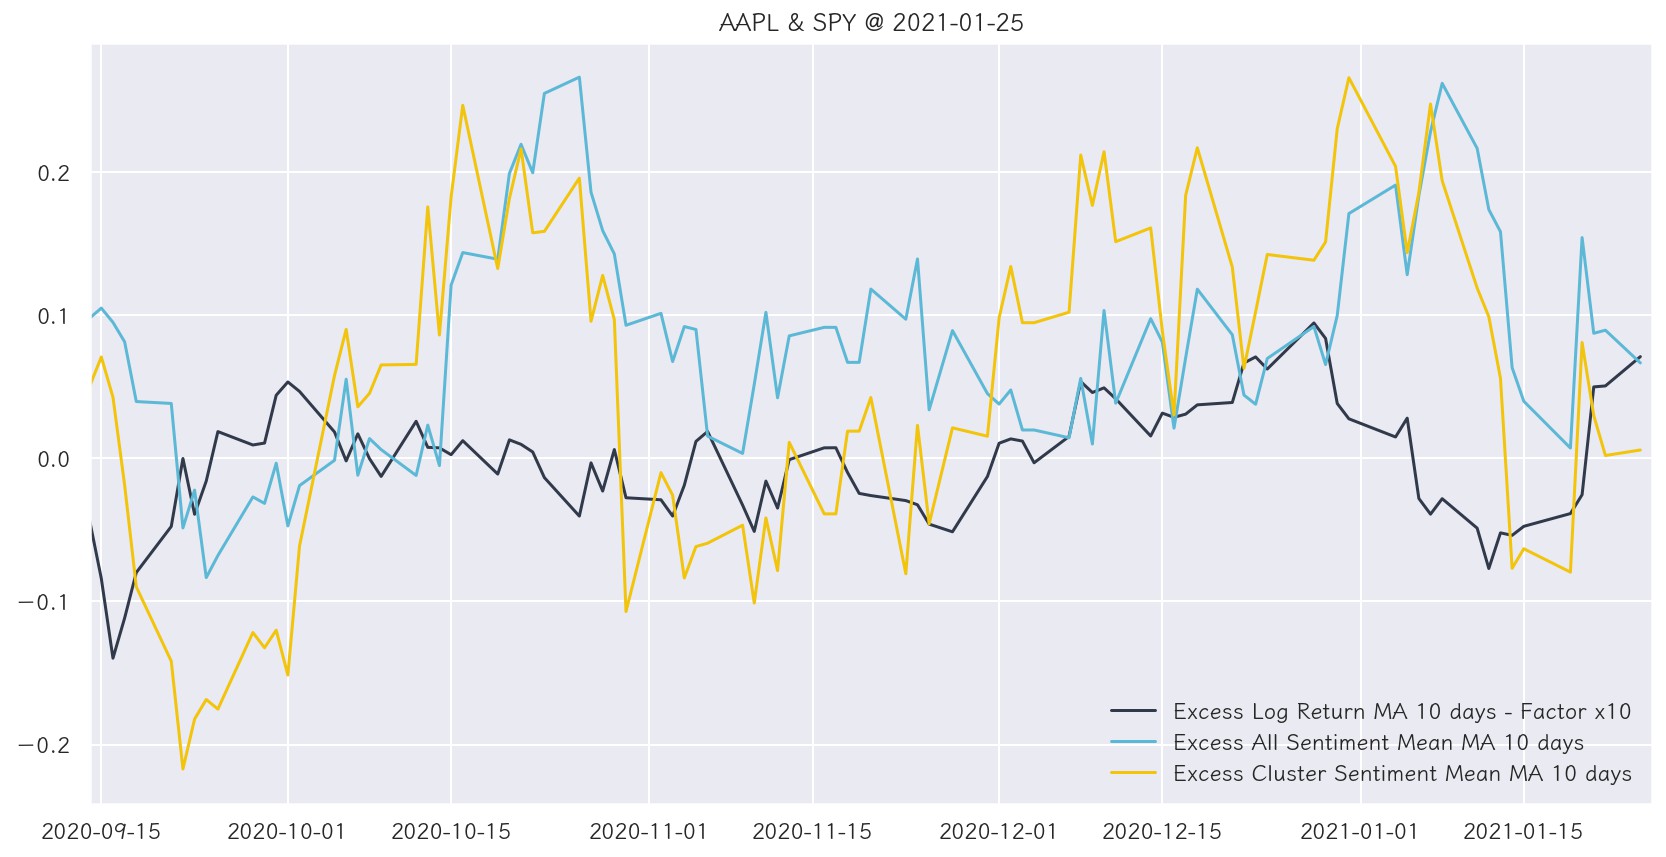 AAPL & SPY @ 2021-01-25
0.2
0.1
0.0
−0.1
−0.2
Excess Log Return MA 10 days - Factor x10
Excess All Sentiment Mean MA 10 days
Excess Cluster Sentiment Mean MA 10 days
2020-09-15 2020-10-01 2020-10-15 2020-11-01 2020-11-15 2020-12-01 2020-12-15 2021-01-01 2021-01-15